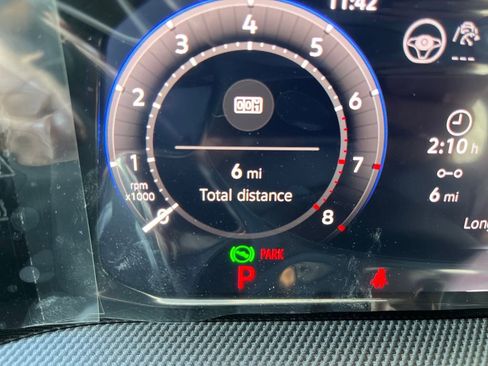 11:42
4
5
3
6
2
7
1
8
0
rpm
x1000
004
6 mi
Total distance
2:10 h
6 mi
Long
PARK
P